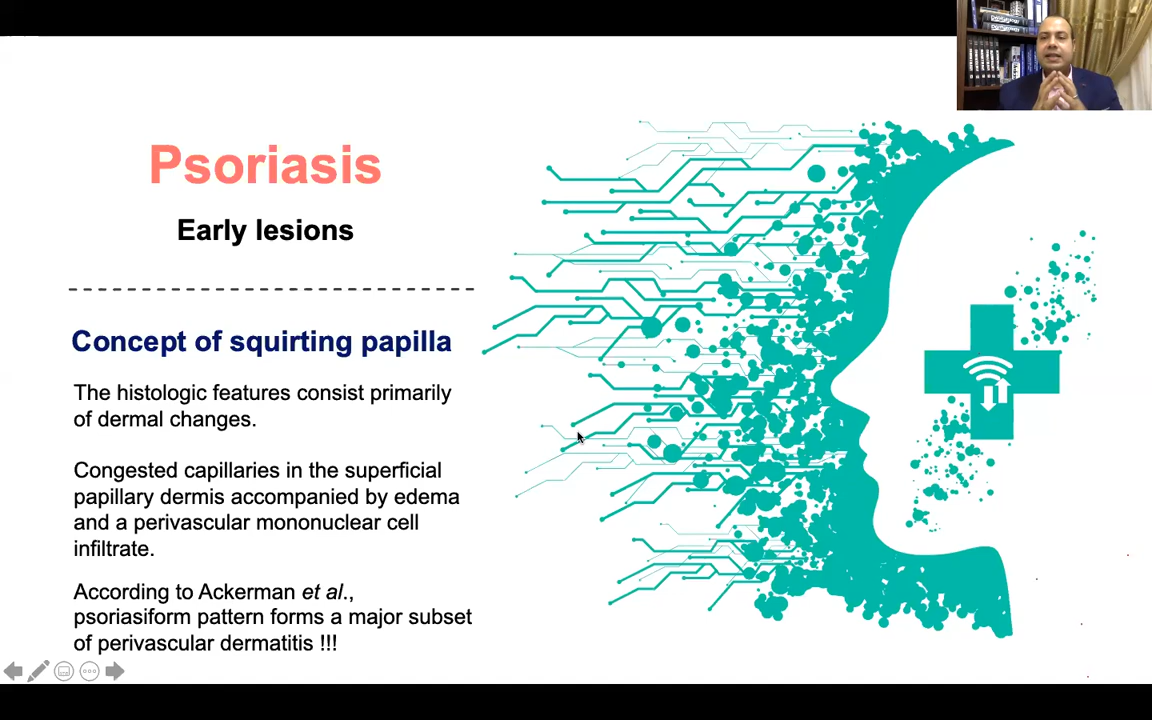 Psoriasis
Early lesions
Concept of squirting papilla
The histologic features consist primarily
of dermal changes.
Congested capillaries in the superficial
papillary dermis accompanied by edema
and a perivascular mononuclear cell
infiltrate.
According to Ackerman et al.,
psoriasiform pattern forms a major subset
of perivascular dermatitis !!!